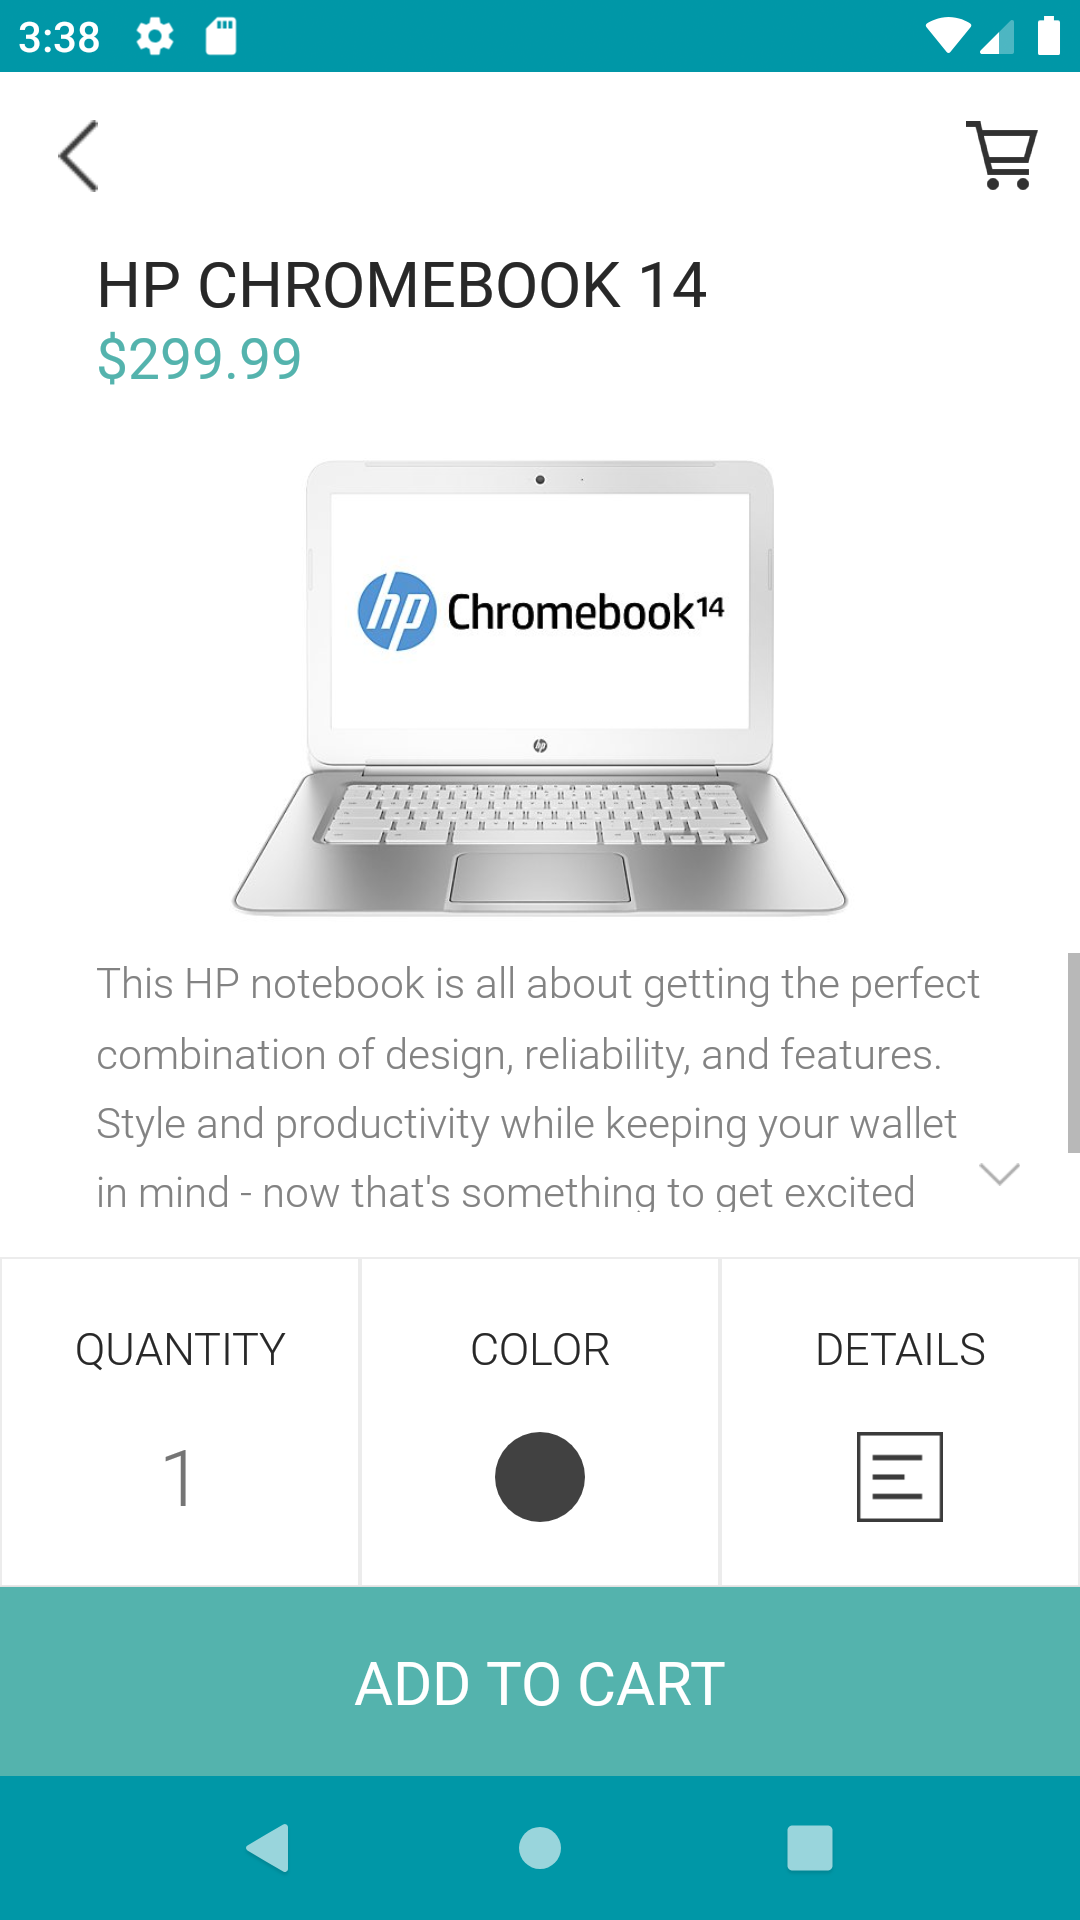 3:38
HP CHROMEBOOK 14
$299.99
hp Chromebook14
hp
This HP notebook is all about getting the perfect
combination of design, reliability, and features.
Style and productivity while keeping your wallet
in mind - now that's something to get excited
QUANTITY
COLOR
DETAILS
1
ADD TO CART